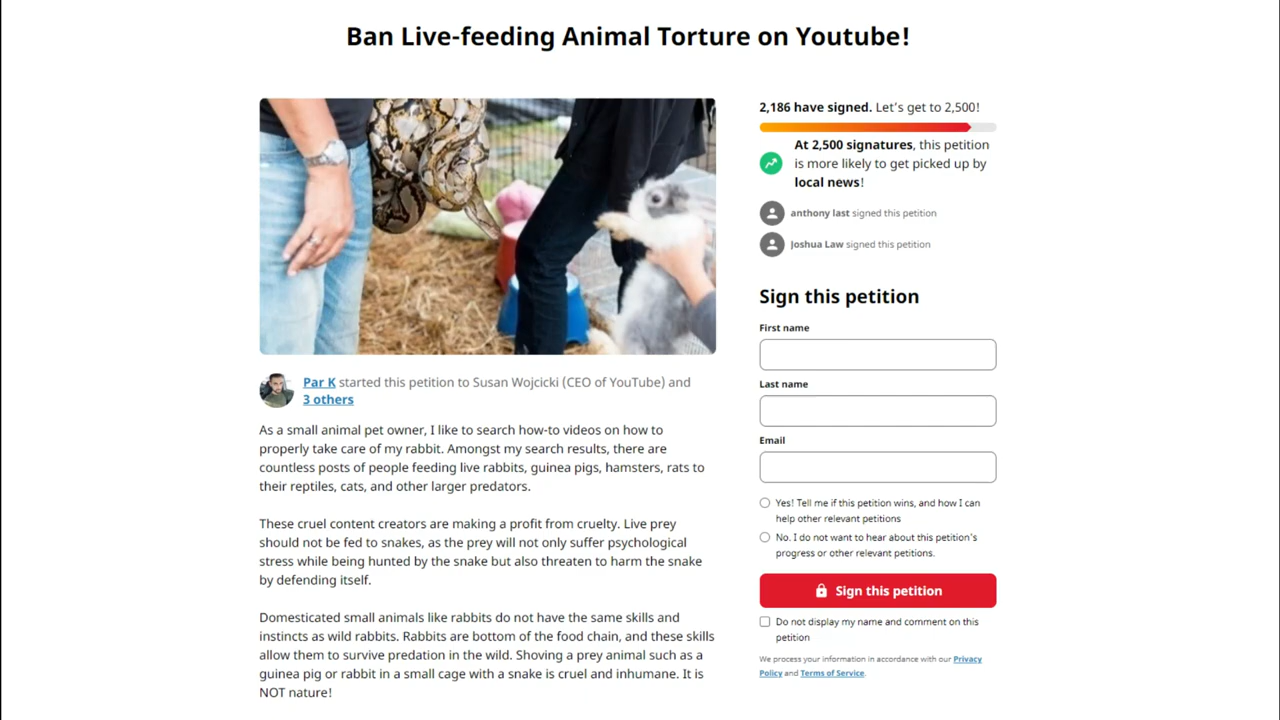 Ban Live-feeding Animal Torture on Youtube!
2,186 have signed. Let's get to 2,500!
At 2,500 signatures, this petition
is more likely to get picked up by
local news!
anthony last signed this petition
Joshua Law signed this petition
Par K started this petition to Susan Wojcicki (CEO of YouTube) and
3 others
As a small animal pet owner, I like to search how-to videos on how to
properly take care of my rabbit. Amongst my search results, there are
countless posts of people feeding live rabbits, guinea pigs, hamsters, rats to
their reptiles, cats, and other larger predators.
These cruel content creators are making a profit from cruelty. Live prey
should not be fed to snakes, as the prey will not only suffer psychological
stress while being hunted by the snake but also threaten to harm the snake
by defending itself.
Domesticated small animals like rabbits do not have the same skills and
instincts as wild rabbits. Rabbits are bottom of the food chain, and these skills
allow them to survive predation in the wild. Shoving a prey animal such as a
guinea pig or rabbit in a small cage with a snake is cruel and inhumane. It is
NOT nature!
Sign this petition
First name
Last name
Email
Yes! Tell me if this petition wins, and how I can
help other relevant petitions
No. I do not want to hear about this petition's
progress or other relevant petitions.
Sign this petition
Do not display my name and comment on this
petition
We process your information in accordance with our Privacy
Policy and Terms of Service.